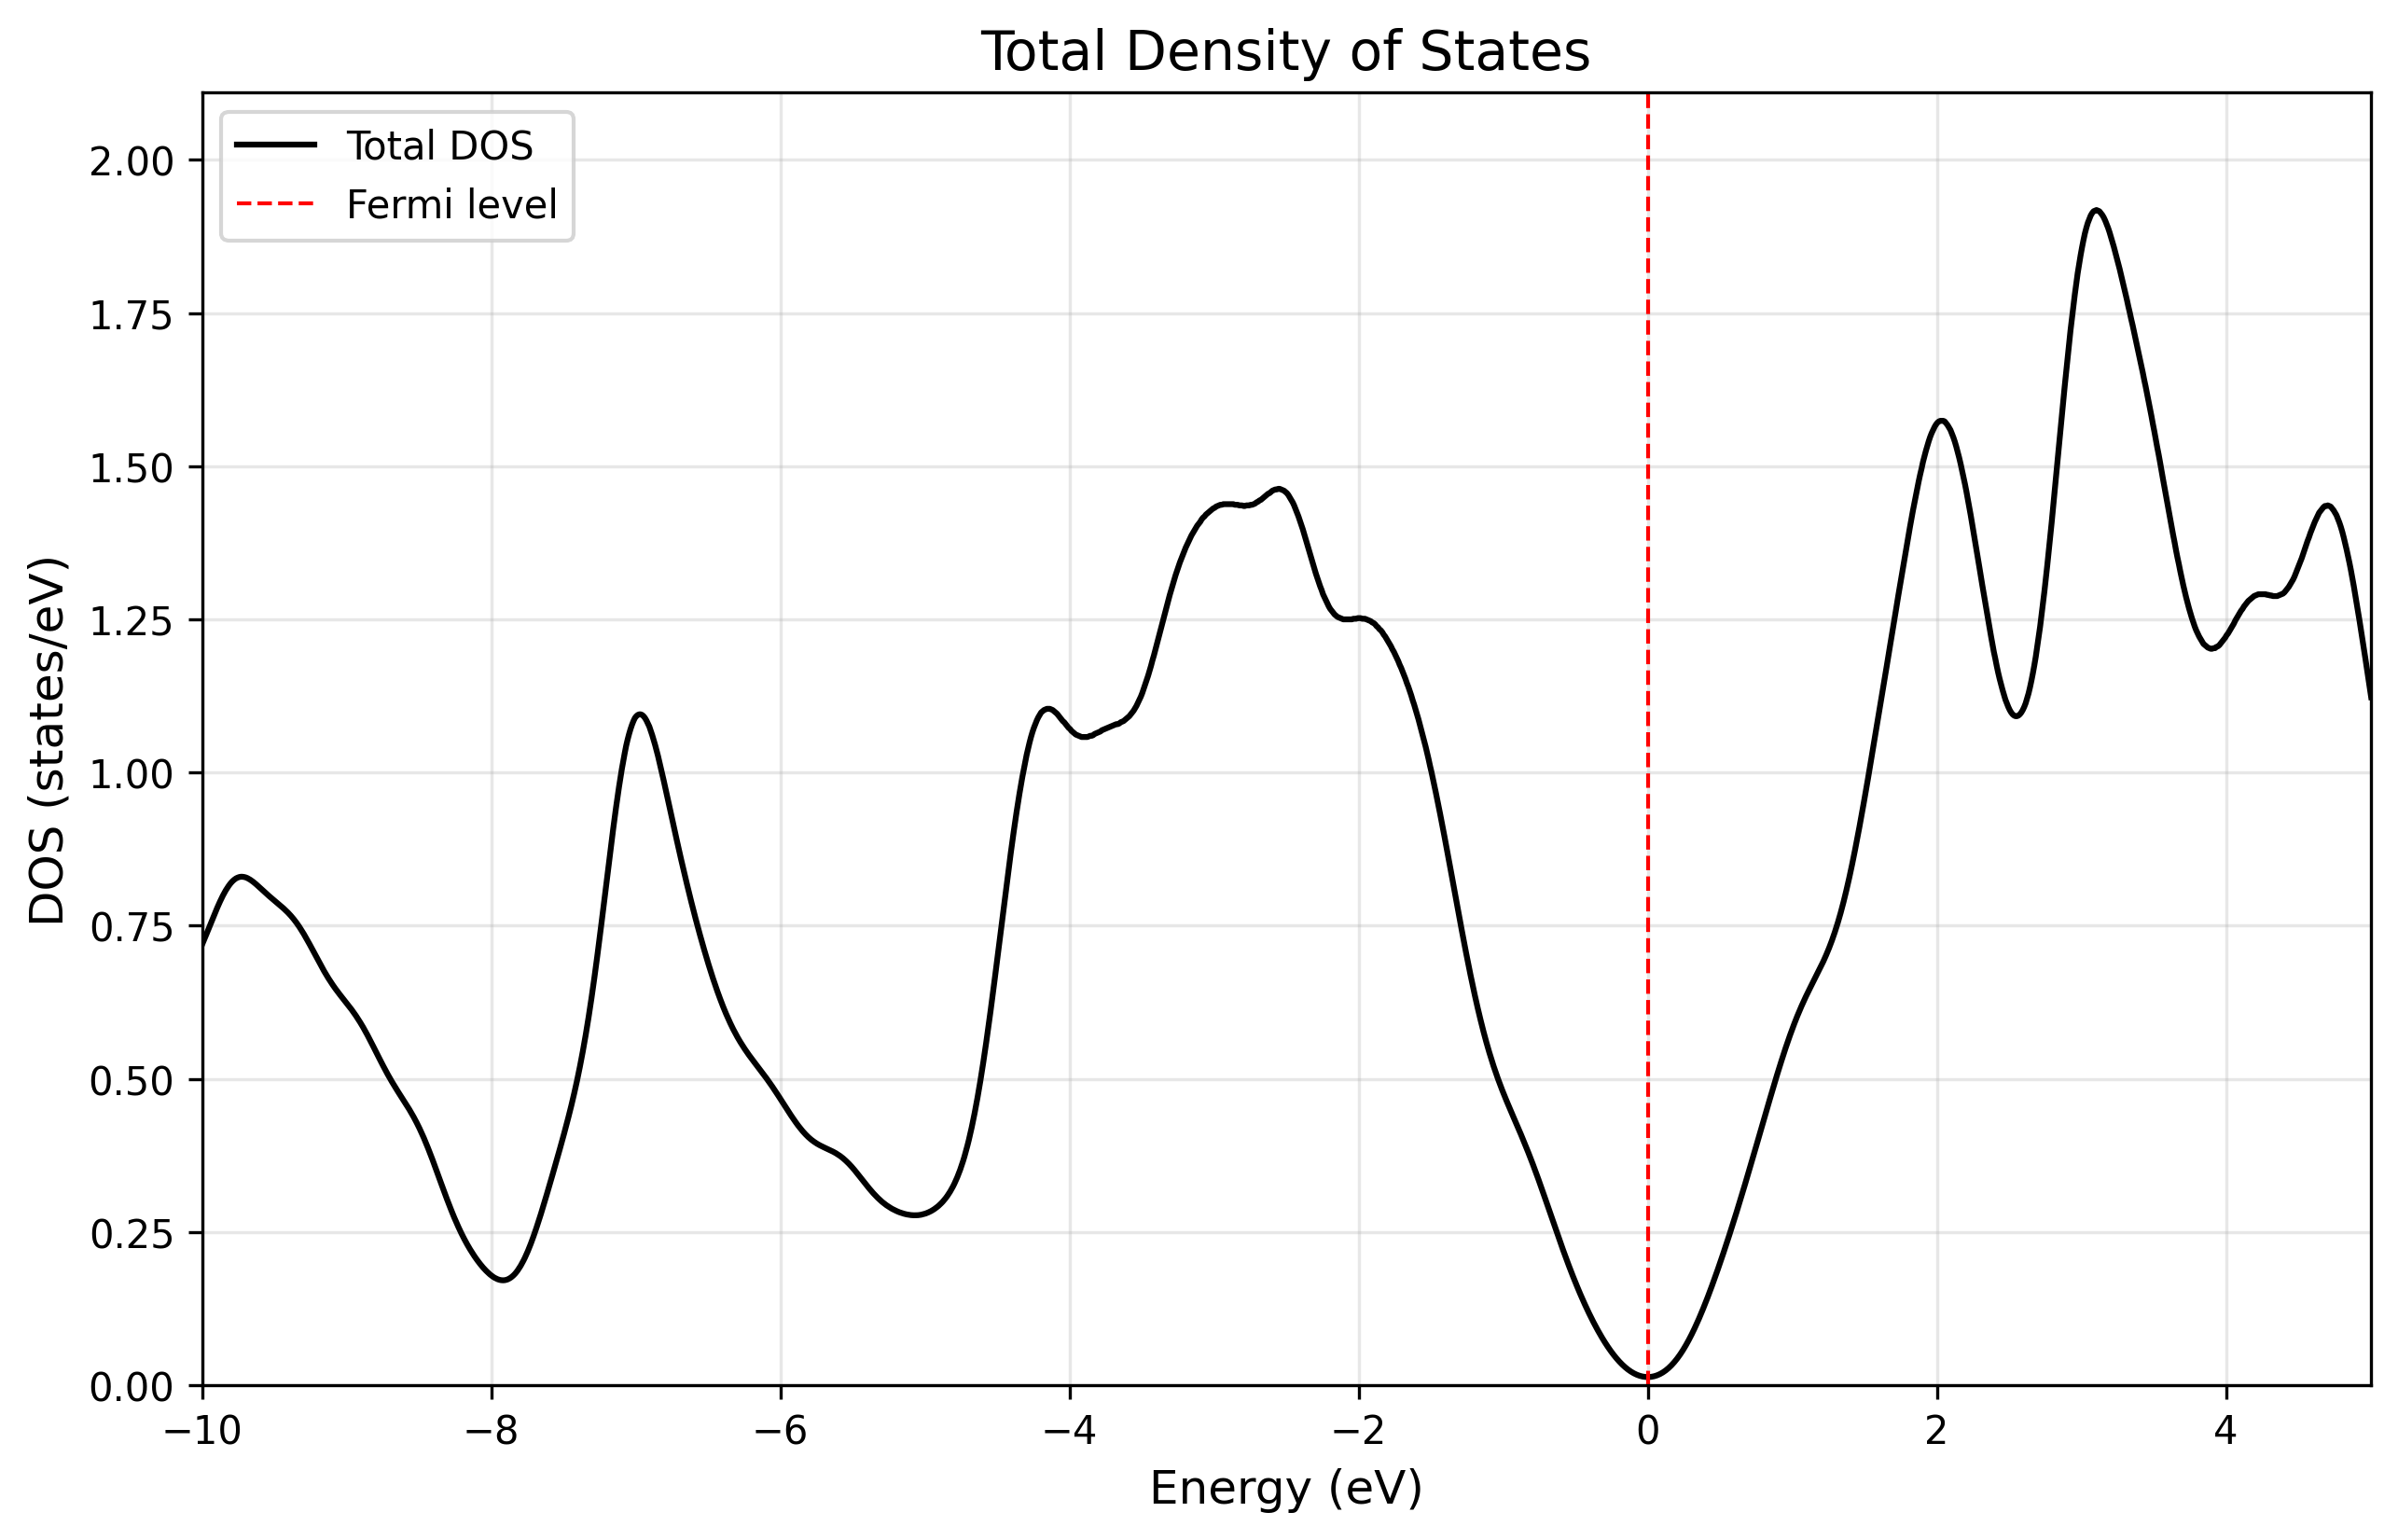 Total Density of States
Total DOS
Fermi level
2.00
1.75
1.50
1.25
1.00
0.75
0.50
0.25
0.00
DOS (states/eV)
−10 −8 −6 −4 −2 0 2 4
Energy (eV)